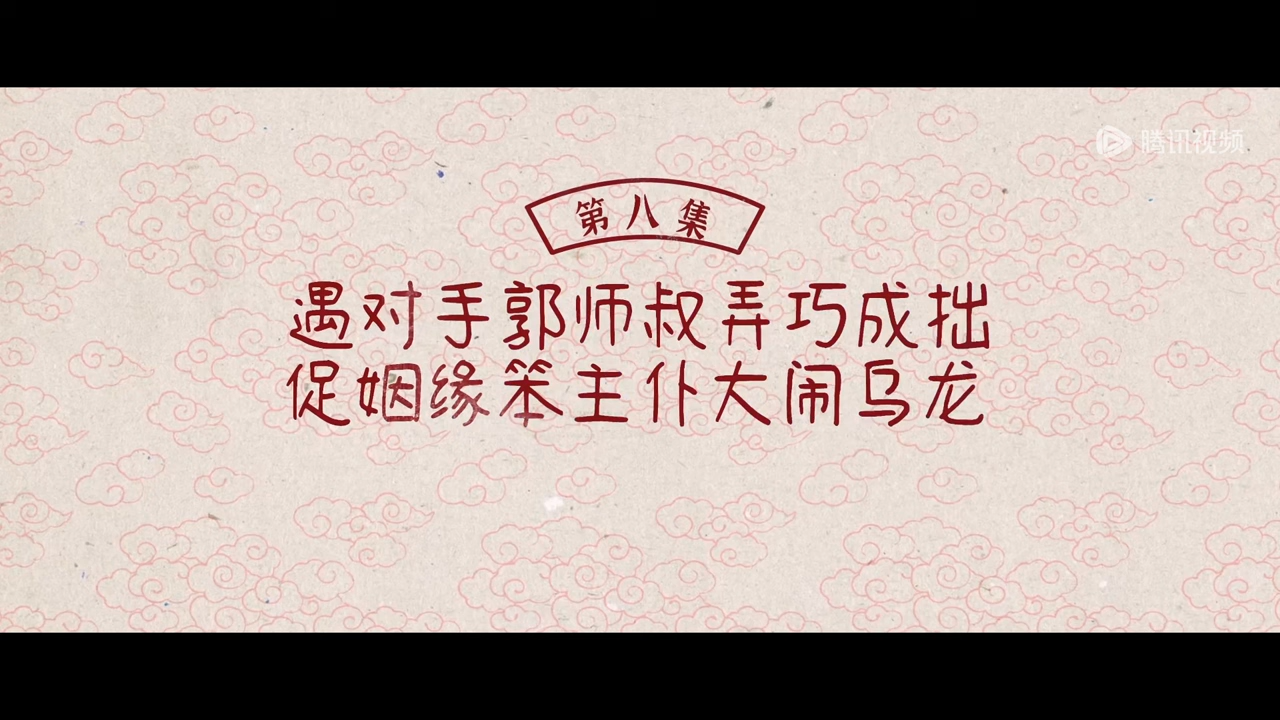 腾讯视频
第八集
遇对手郭师叔弄巧成拙
促姻缘笨主仆大闹乌龙